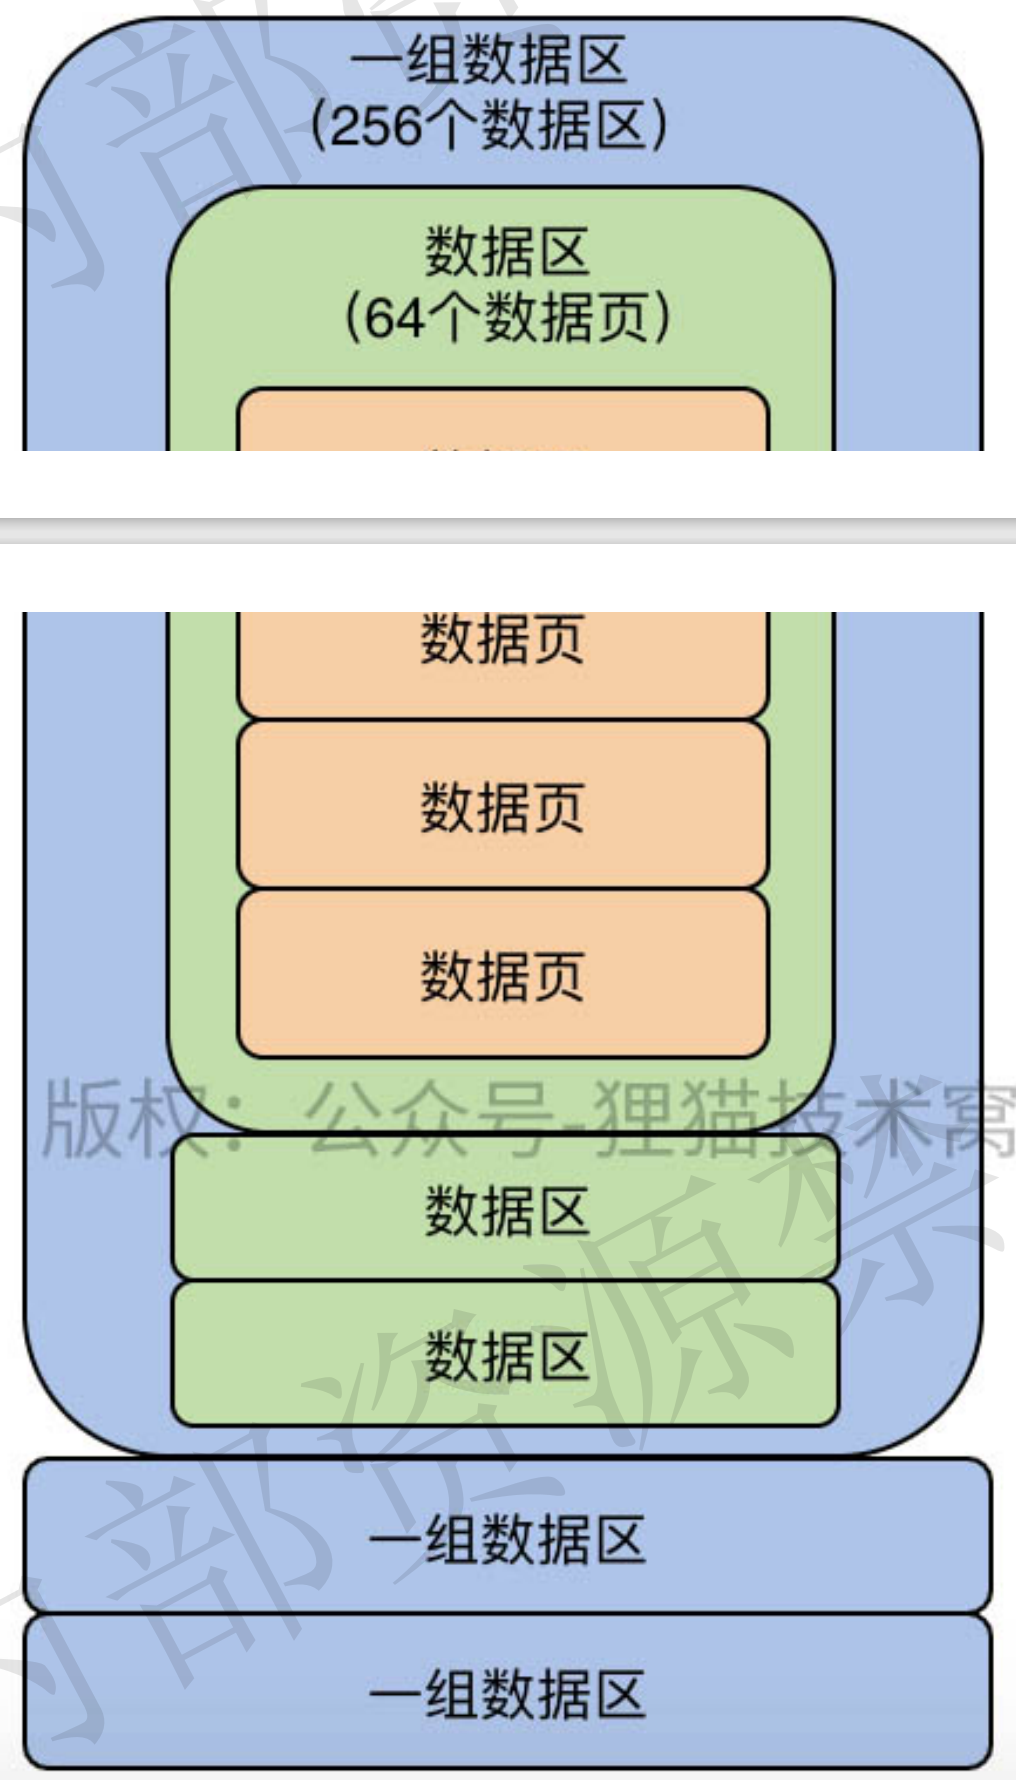 一组数据区
（256个数据区）
数据区
（64个数据页）
数据页
数据页
数据页
版权：公众号-狸猫技术窝
数据区
数据区
一组数据区
一组数据区
内部资源禁
内部资